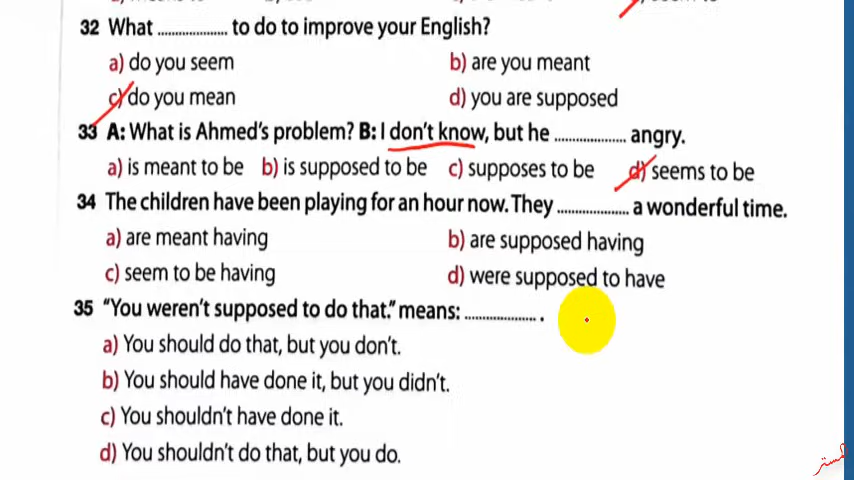 32 What .................... to do to improve your English?
a) do you seem b) are you meant
c) do you mean d) you are supposed
33 A: What is Ahmed's problem? B: I don't know, but he .................... angry.
a) is meant to be b) is supposed to be c) supposes to be d) seems to be
34 The children have been playing for an hour now. They .................... a wonderful time.
a) are meant having b) are supposed having
c) seem to be having d) were supposed to have
35 "You weren't supposed to do that." means: .................... .
a) You should do that, but you don't.
b) You should have done it, but you didn't.
c) You shouldn't have done it.
d) You shouldn't do that, but you do.